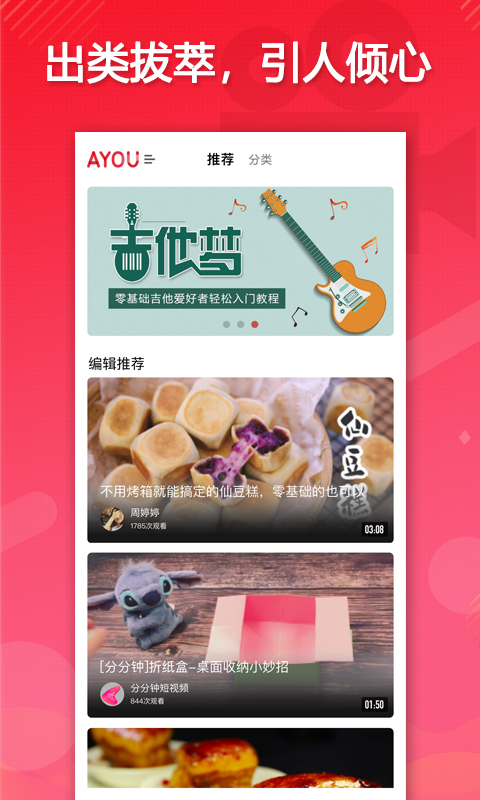 出类拔萃，引人倾心
AYOU
推荐 分类
吉他梦
零基础吉他爱好者轻松入门教程
编辑推荐
仙豆糕
不用烤箱就能搞定的仙豆糕，零基础的也可以
周婷婷
1785次观看
03:08
[分分钟]折纸盒-桌面收纳小妙招
分分钟短视频
844次观看
01:50